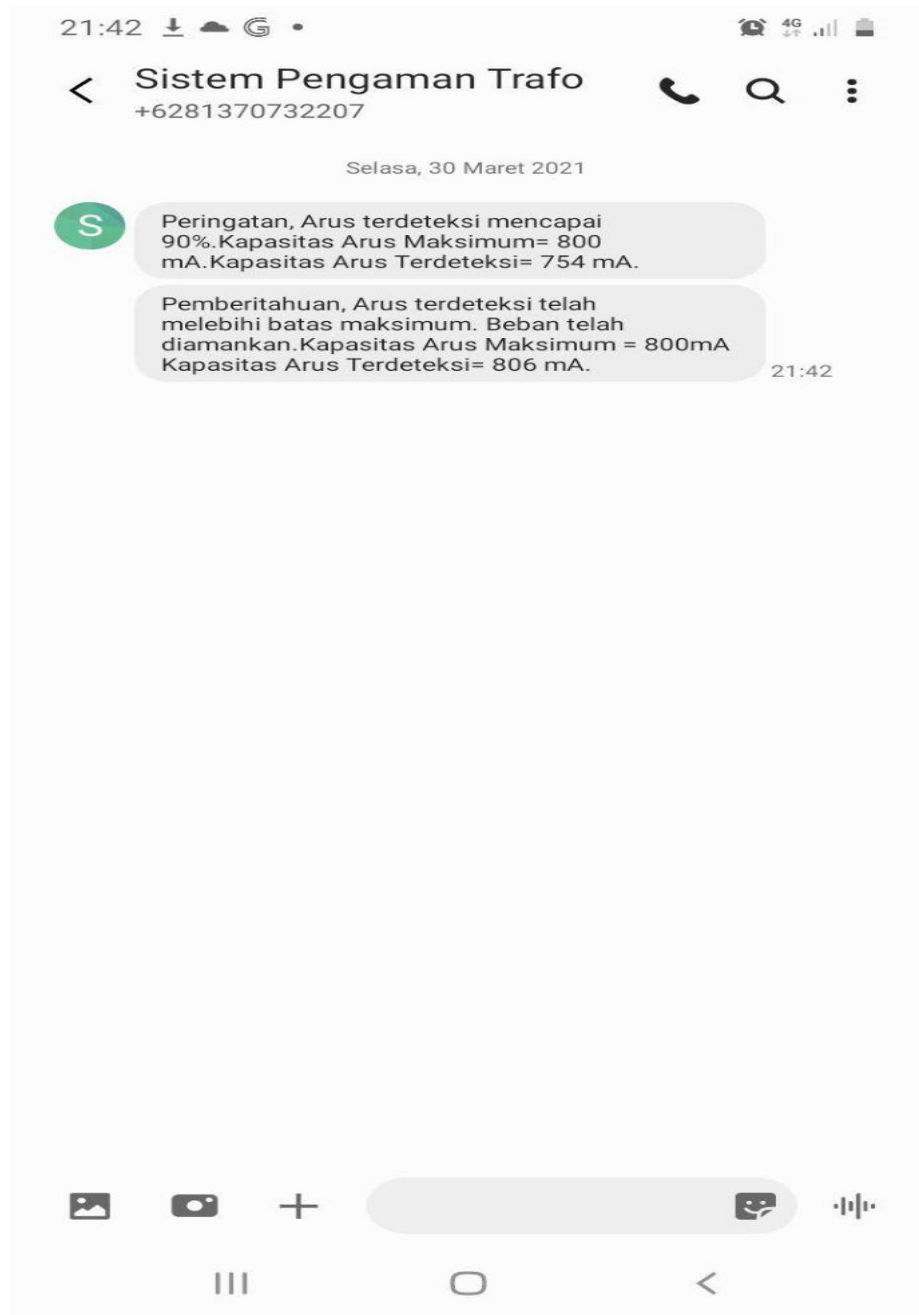 21:42
4G
Sistem Pengaman Trafo
+6281370732207
Selasa, 30 Maret 2021
S
Peringatan, Arus terdeteksi mencapai
90%.Kapasitas Arus Maksimum= 800
mA.Kapasitas Arus Terdeteksi= 754 mA.
Pemberitahuan, Arus terdeteksi telah
melebihi batas maksimum. Beban telah
diamankan.Kapasitas Arus Maksimum = 800mA
Kapasitas Arus Terdeteksi= 806 mA.
21:42